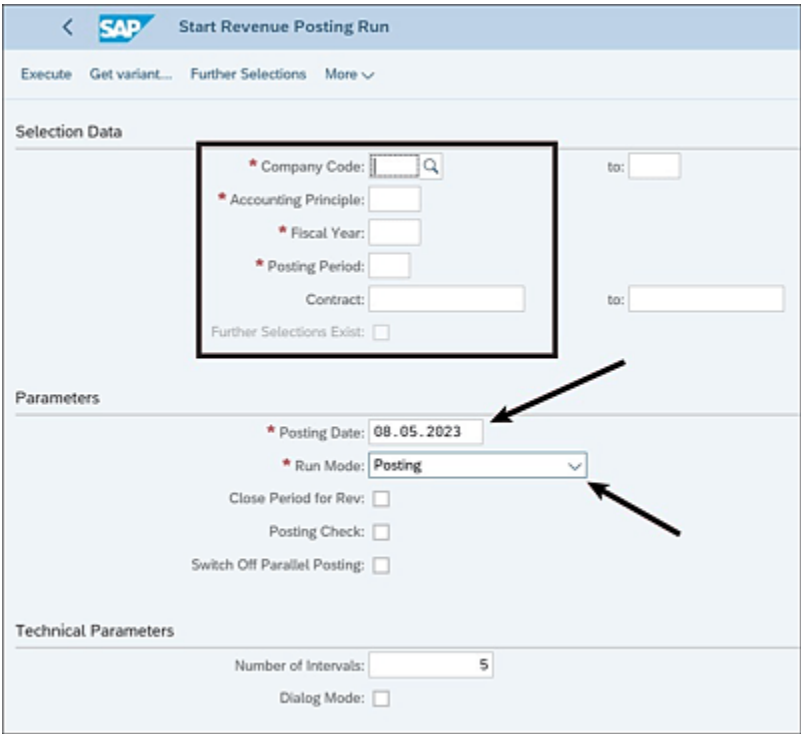 SAP Start Revenue Posting Run
Execute Get variant... Further Selections More
Selection Data
* Company Code: to:
* Accounting Principle:
* Fiscal Year:
* Posting Period:
Contract: to:
Further Selections Exist:
Parameters
* Posting Date: 08.05.2023
* Run Mode: Posting
Close Period for Rev:
Posting Check:
Switch Off Parallel Posting:
Technical Parameters
Number of Intervals: 5
Dialog Mode: